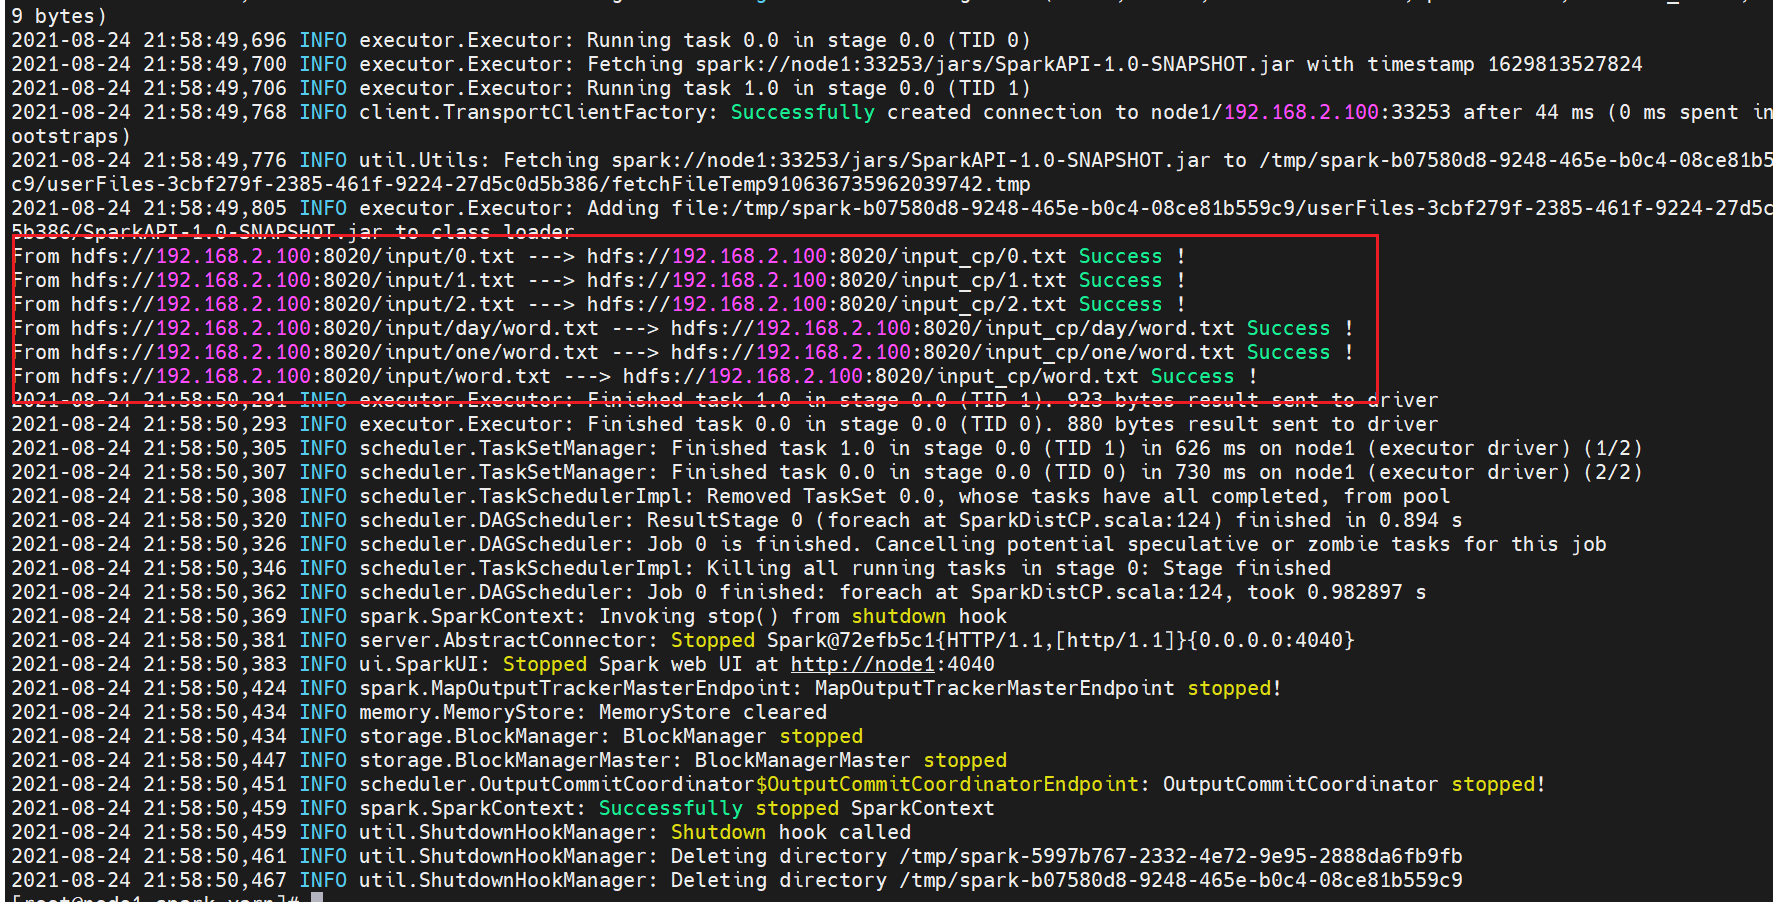 9 bytes)
2021-08-24 21:58:49,696 INFO executor.Executor: Running task 0.0 in stage 0.0 (TID 0)
2021-08-24 21:58:49,700 INFO executor.Executor: Fetching spark://node1:33253/jars/SparkAPI-1.0-SNAPSHOT.jar with timestamp 1629813527824
2021-08-24 21:58:49,706 INFO executor.Executor: Running task 1.0 in stage 0.0 (TID 1)
2021-08-24 21:58:49,768 INFO client.TransportClientFactory: Successfully created connection to node1/192.168.2.100:33253 after 44 ms (0 ms spent in
ootstraps)
2021-08-24 21:58:49,776 INFO util.Utils: Fetching spark://node1:33253/jars/SparkAPI-1.0-SNAPSHOT.jar to /tmp/spark-b07580d8-9248-465e-b0c4-08ce81b5
c9/userFiles-3cbf279f-2385-461f-9224-27d5c0d5b386/fetchFileTemp910636735962039742.tmp
2021-08-24 21:58:49,805 INFO executor.Executor: Adding file:/tmp/spark-b07580d8-9248-465e-b0c4-08ce81b559c9/userFiles-3cbf279f-2385-461f-9224-27d5c
5b386/SparkAPI-1.0-SNAPSHOT.jar to class loader
From hdfs://192.168.2.100:8020/input/0.txt ---> hdfs://192.168.2.100:8020/input_cp/0.txt Success !
From hdfs://192.168.2.100:8020/input/1.txt ---> hdfs://192.168.2.100:8020/input_cp/1.txt Success !
From hdfs://192.168.2.100:8020/input/2.txt ---> hdfs://192.168.2.100:8020/input_cp/2.txt Success !
From hdfs://192.168.2.100:8020/input/day/word.txt ---> hdfs://192.168.2.100:8020/input_cp/day/word.txt Success !
From hdfs://192.168.2.100:8020/input/one/word.txt ---> hdfs://192.168.2.100:8020/input_cp/one/word.txt Success !
From hdfs://192.168.2.100:8020/input/word.txt ---> hdfs://192.168.2.100:8020/input_cp/word.txt Success !
2021-08-24 21:58:50,291 INFO executor.Executor: Finished task 1.0 in stage 0.0 (TID 1). 923 bytes result sent to driver
2021-08-24 21:58:50,293 INFO executor.Executor: Finished task 0.0 in stage 0.0 (TID 0). 880 bytes result sent to driver
2021-08-24 21:58:50,305 INFO scheduler.TaskSetManager: Finished task 1.0 in stage 0.0 (TID 1) in 626 ms on node1 (executor driver) (1/2)
2021-08-24 21:58:50,307 INFO scheduler.TaskSetManager: Finished task 0.0 in stage 0.0 (TID 0) in 730 ms on node1 (executor driver) (2/2)
2021-08-24 21:58:50,308 INFO scheduler.TaskSchedulerImpl: Removed TaskSet 0.0, whose tasks have all completed, from pool
2021-08-24 21:58:50,320 INFO scheduler.DAGScheduler: ResultStage 0 (foreach at SparkDistCP.scala:124) finished in 0.894 s
2021-08-24 21:58:50,326 INFO scheduler.DAGScheduler: Job 0 is finished. Cancelling potential speculative or zombie tasks for this job
2021-08-24 21:58:50,346 INFO scheduler.TaskSchedulerImpl: Killing all running tasks in stage 0: Stage finished
2021-08-24 21:58:50,362 INFO scheduler.DAGScheduler: Job 0 finished: foreach at SparkDistCP.scala:124, took 0.982897 s
2021-08-24 21:58:50,369 INFO spark.SparkContext: Invoking stop() from shutdown hook
2021-08-24 21:58:50,381 INFO server.AbstractConnector: Stopped Spark@72efb5c1{HTTP/1.1,[http/1.1]}{0.0.0.0:4040}
2021-08-24 21:58:50,383 INFO ui.SparkUI: Stopped Spark web UI at http://node1:4040
2021-08-24 21:58:50,424 INFO spark.MapOutputTrackerMasterEndpoint: MapOutputTrackerMasterEndpoint stopped!
2021-08-24 21:58:50,434 INFO memory.MemoryStore: MemoryStore cleared
2021-08-24 21:58:50,434 INFO storage.BlockManager: BlockManager stopped
2021-08-24 21:58:50,447 INFO storage.BlockManagerMaster: BlockManagerMaster stopped
2021-08-24 21:58:50,451 INFO scheduler.OutputCommitCoordinator$OutputCommitCoordinatorEndpoint: OutputCommitCoordinator stopped!
2021-08-24 21:58:50,459 INFO spark.SparkContext: Successfully stopped SparkContext
2021-08-24 21:58:50,459 INFO util.ShutdownHookManager: Shutdown hook called
2021-08-24 21:58:50,461 INFO util.ShutdownHookManager: Deleting directory /tmp/spark-5997b767-2332-4e72-9e95-2888da6fb9fb
2021-08-24 21:58:50,467 INFO util.ShutdownHookManager: Deleting directory /tmp/spark-b07580d8-9248-465e-b0c4-08ce81b559c9
[root@node1 spark-yarn]#